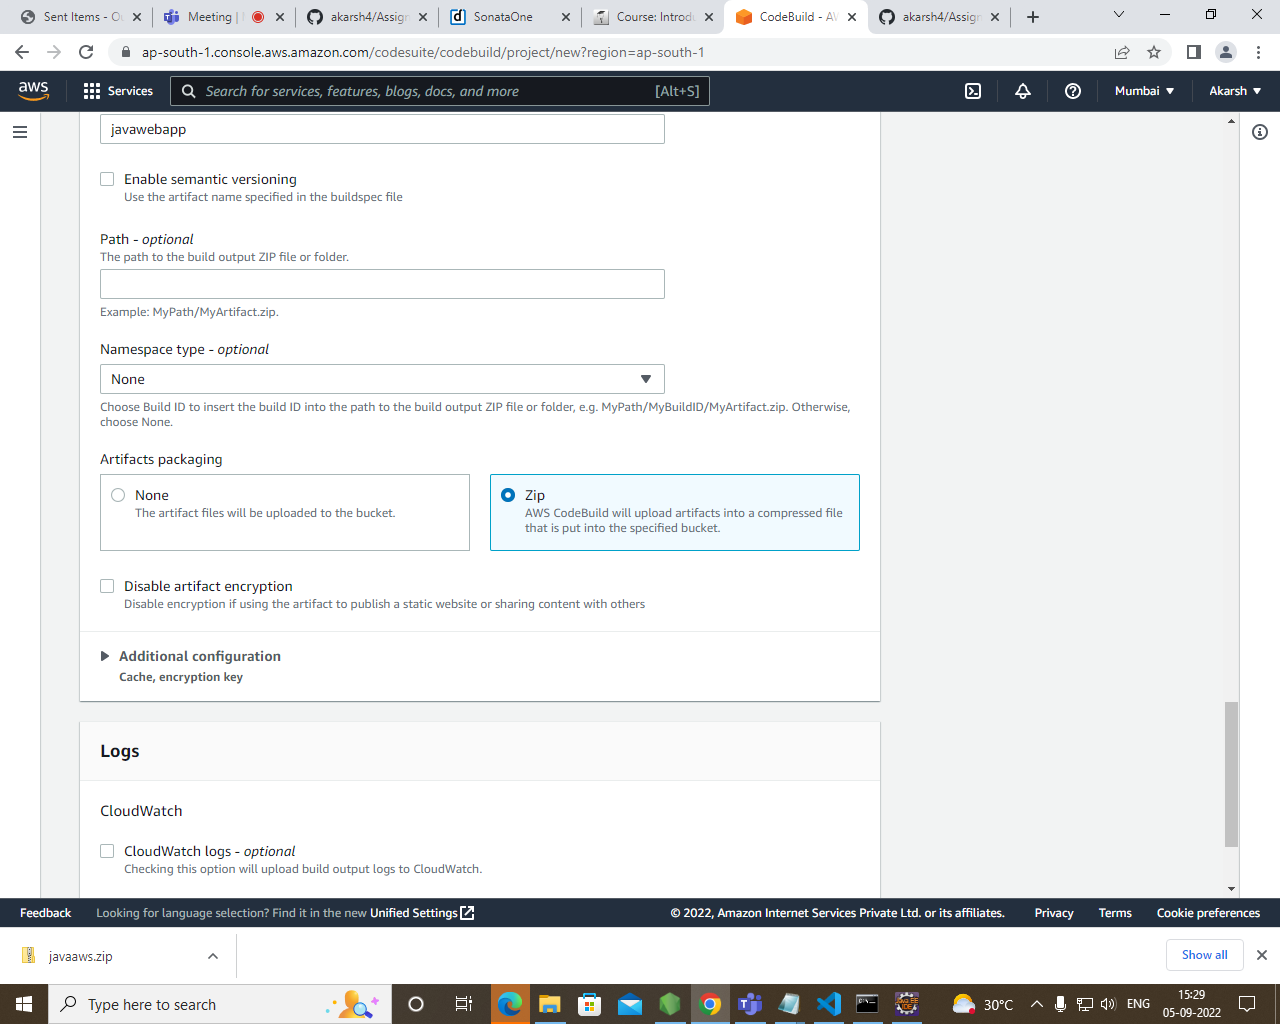 Sent Items - Ou
Meeting |
akarsh4/Assign
SonataOne
Course: Introdu
CodeBuild - AW
akarsh4/Assign
ap-south-1.console.aws.amazon.com/codesuite/codebuild/project/new?region=ap-south-1
aws
Services
Search for services, features, blogs, docs, and more
[Alt+S]
Mumbai
Akarsh
javawebapp
Enable semantic versioning
Use the artifact name specified in the buildspec file
Path - optional
The path to the build output ZIP file or folder.
Example: MyPath/MyArtifact.zip.
Namespace type - optional
None
Choose Build ID to insert the build ID into the path to the build output ZIP file or folder, e.g. MyPath/MyBuildID/MyArtifact.zip. Otherwise,
choose None.
Artifacts packaging
None
The artifact files will be uploaded to the bucket.
Zip
AWS CodeBuild will upload artifacts into a compressed file
that is put into the specified bucket.
Disable artifact encryption
Disable encryption if using the artifact to publish a static website or sharing content with others
Additional configuration
Cache, encryption key
Logs
CloudWatch
CloudWatch logs - optional
Checking this option will upload build output logs to CloudWatch.
Feedback
Looking for language selection? Find it in the new Unified Settings
© 2022, Amazon Internet Services Private Ltd. or its affiliates.
Privacy
Terms
Cookie preferences
javaaws.zip
Show all
Type here to search
30°C
ENG
15:29
05-09-2022